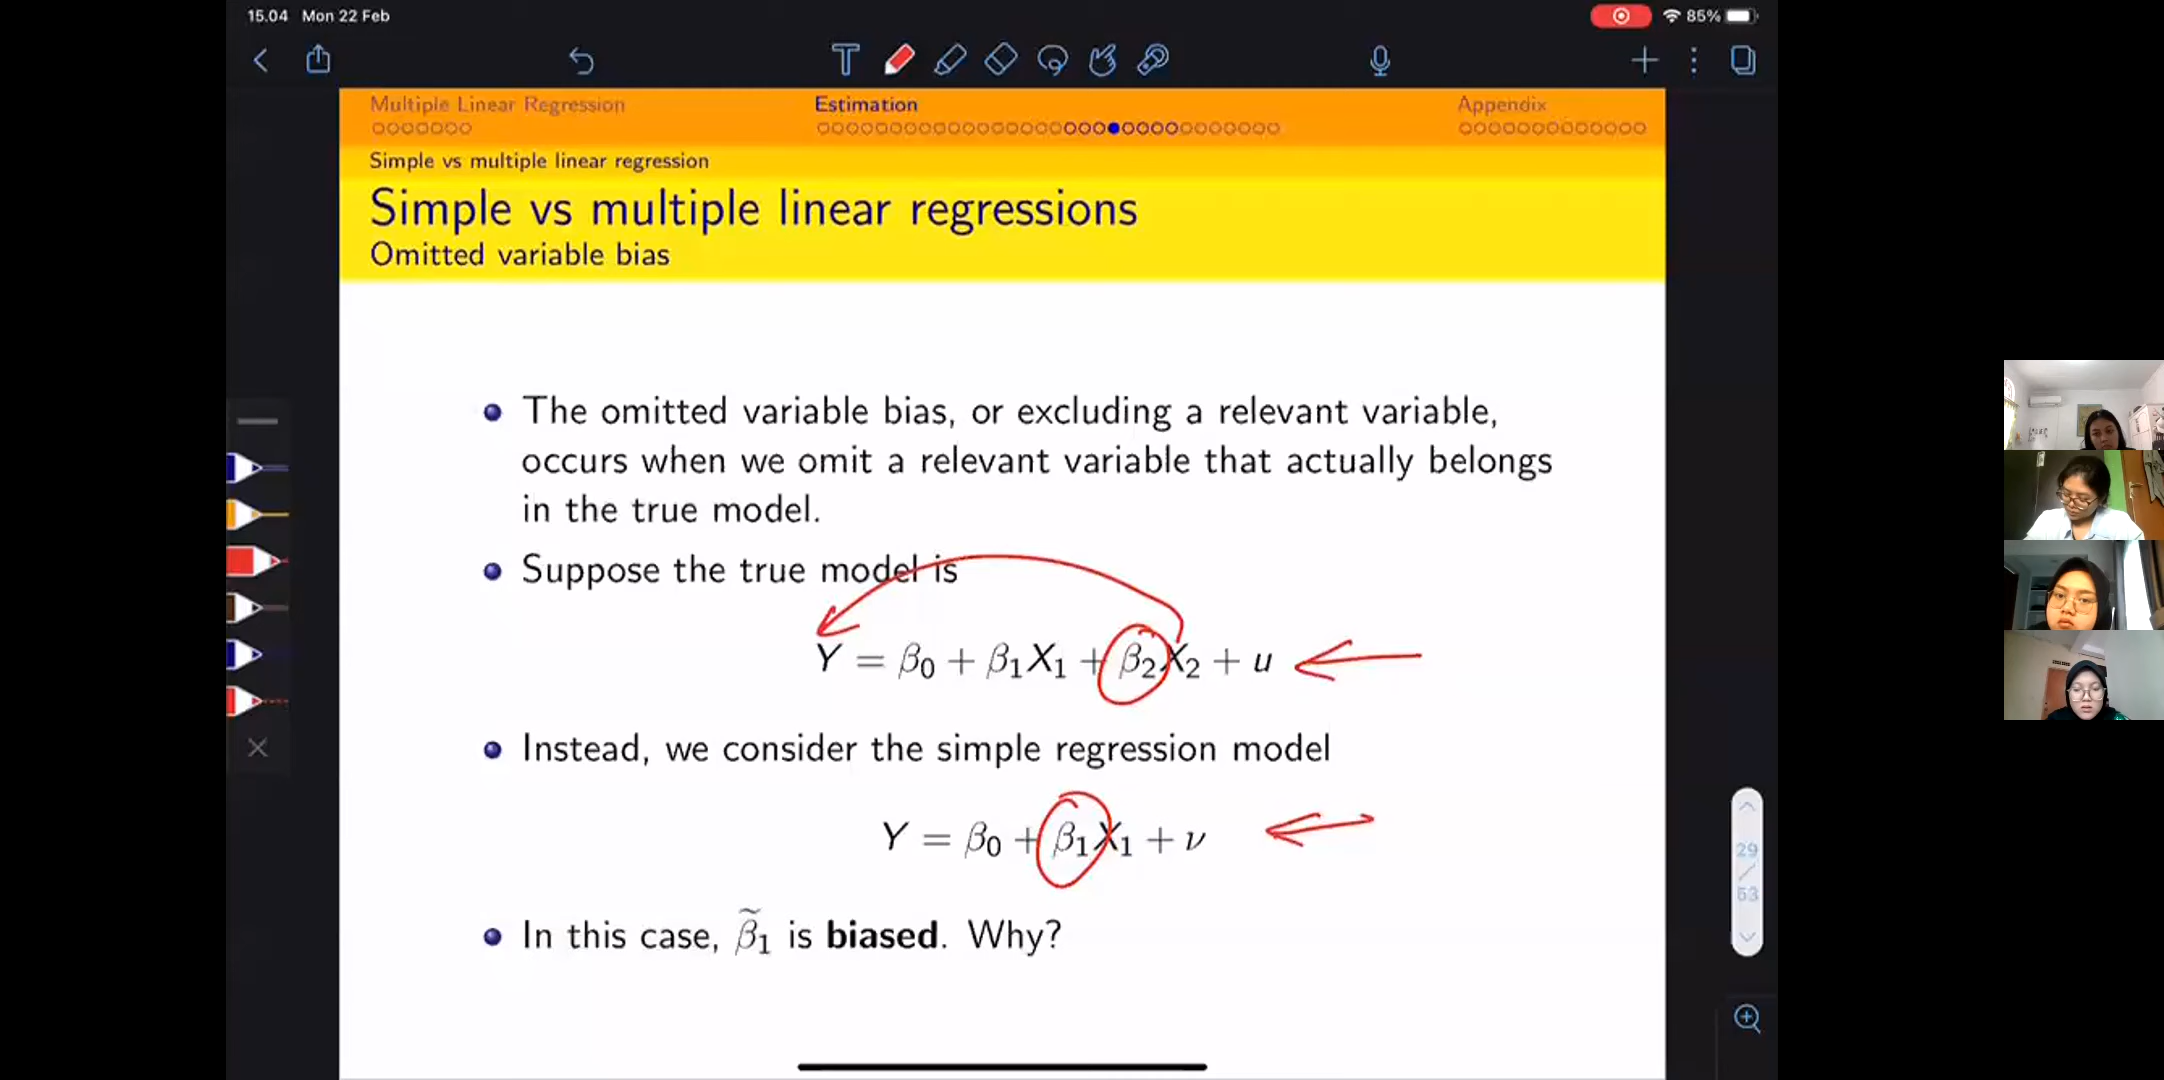 15.04 Mon 22 Feb
85%
Multiple Linear Regression
Estimation
Appendix
Simple vs multiple linear regression
Simple vs multiple linear regressions
Omitted variable bias
The omitted variable bias, or excluding a relevant variable,
occurs when we omit a relevant variable that actually belongs
in the true model.
Suppose the true model is
Y = β₀ + β₁X₁ + β₂X₂ + u
Instead, we consider the simple regression model
Y = β₀ + β₁X₁ + ν
In this case, β̃₁ is biased. Why?
29
/
53